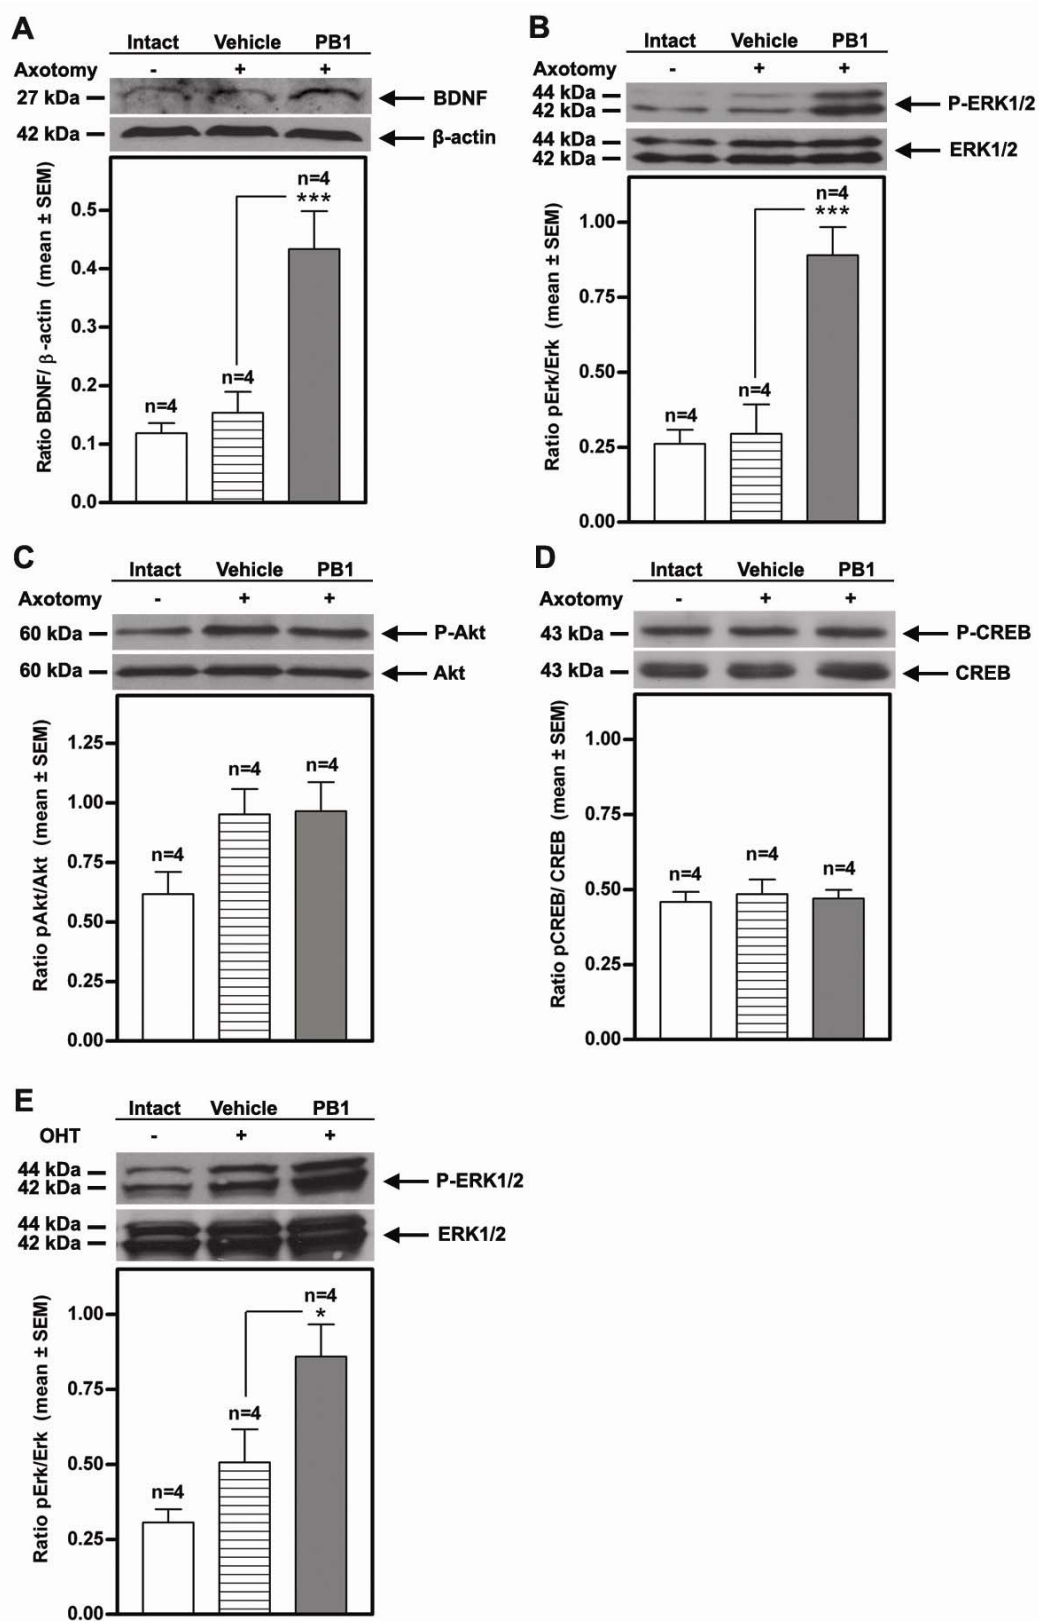 A
Intact Vehicle PB1
Axotomy - + +
27 kDa BDNF
42 kDa β-actin
Ratio BDNF/ β-actin (mean ± SEM)
n=4
***
0.5
0.4
0.3
0.2
0.1
0.0
n=4
n=4
B
Intact Vehicle PB1
Axotomy - + +
44 kDa
42 kDa
P-ERK1/2
44 kDa
42 kDa
ERK1/2
Ratio pErk/Erk (mean ± SEM)
n=4
***
1.00
0.75
0.50
0.25
0.00
n=4
n=4
C
Intact Vehicle PB1
Axotomy - + +
60 kDa P-Akt
60 kDa Akt
Ratio pAkt/Akt (mean ± SEM)
1.25
1.00
0.75
0.50
0.25
0.00
n=4
n=4
n=4
D
Intact Vehicle PB1
Axotomy - + +
43 kDa P-CREB
43 kDa CREB
Ratio pCREB/ CREB (mean ± SEM)
1.00
0.75
0.50
0.25
0.00
n=4
n=4
n=4
E
Intact Vehicle PB1
OHT - + +
44 kDa
42 kDa
P-ERK1/2
44 kDa
42 kDa
ERK1/2
Ratio pErk/Erk (mean ± SEM)
n=4
*
1.00
0.75
0.50
0.25
0.00
n=4
n=4